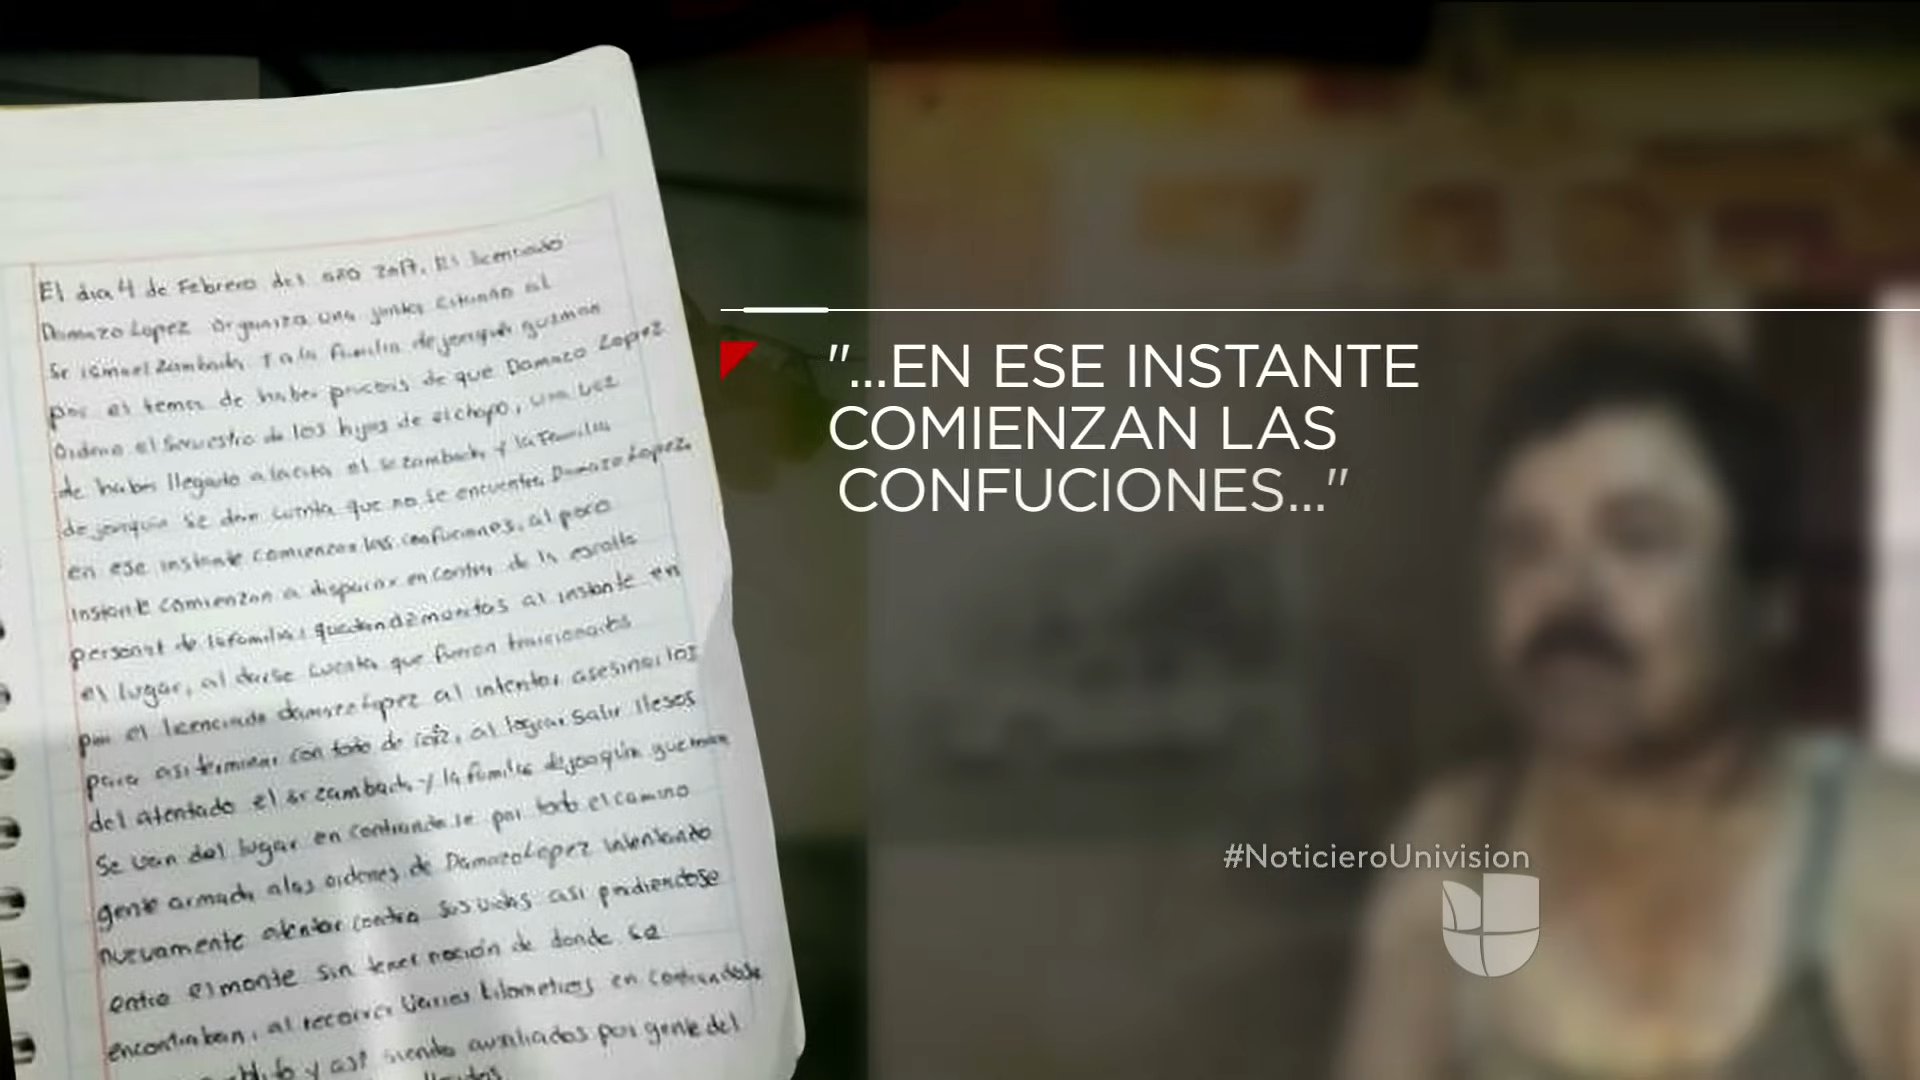 El dia 4 de Febrero del año 2017, El licenciado
Damazo Lopez organiza una junta citando al
Sr ismael Zambada y a la familia de joaquin guzman
por el tema de haber precens de que Damazo Lopez
Ordeno el Secuestro de los hijos de el chapo, una vez
de haber llegado a la cita el sr zambada y la Familia
de joaquin se dan cuenta que no se encuentra Damazo Lopez,
en ese instante comienzan las confuciones, al poco
instante comienzan a disparar en contra de la escolta
personal de la familia, quedando muertos al instante en
el lugar, al darse cuenta que fueron traicionados
por el licenciado damazo Lopez al intentar asesinar los
para asi terminar con todo de raiz, al lograr salir ilesos
del atentado el sr zambada y la familia de joaquin guzman
Se van del lugar en contrandose por todo el camino
gente armada a las ordenes de Damazo Lopez intentando
nuevamente atentar contra sus vidas asi perdiendose
entre el monte sin tener noción de donde se
encontraban, al recorrer varios kilometros en contrandose
y asi siendo auxiliados por gente del
"...EN ESE INSTANTE
COMIENZAN LAS
CONFUCIONES..."
#NoticieroUnivision